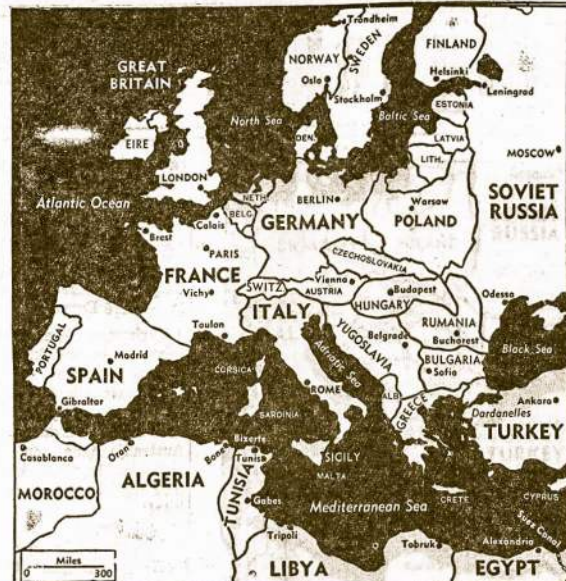 Trondheim
NORWAY
SWEDEN
FINLAND
GREAT
BRITAIN
Oslo
Helsinki
Stockholm
Leningrad
North Sea
Baltic Sea
ESTONIA
EIRE
DEN.
LATVIA
LITH.
MOSCOW
LONDON
NETH.
BERLIN
Warsaw
SOVIET
RUSSIA
Atlantic Ocean
BELG
GERMANY
POLAND
Calais
Brest
PARIS
CZECHOSLOVAKIA
FRANCE
Vienna
Budapest
SWITZ
AUSTRIA
HUNGARY
Odessa
Vichy
ITALY
RUMANIA
Bucharest
Toulon
YUGOSLAVIA
Belgrade
Black Sea
PORTUGAL
Madrid
CORSICA
Adriatic Sea
BULGARIA
Sofia
SPAIN
ROME
ALB
GREECE
Ankara
Dardanelles
Gibraltar
SARDINIA
TURKEY
Casablanca
Oran
Bone
Bizerte
Tunis
SICILY
MALTA
MOROCCO
ALGERIA
TUNISIA
Gabes
Mediterranean Sea
CRETE
CYPRUS
Suez Canal
Tripoli
Tobruk
Alexandria
Miles
0 300
LIBYA
EGYPT